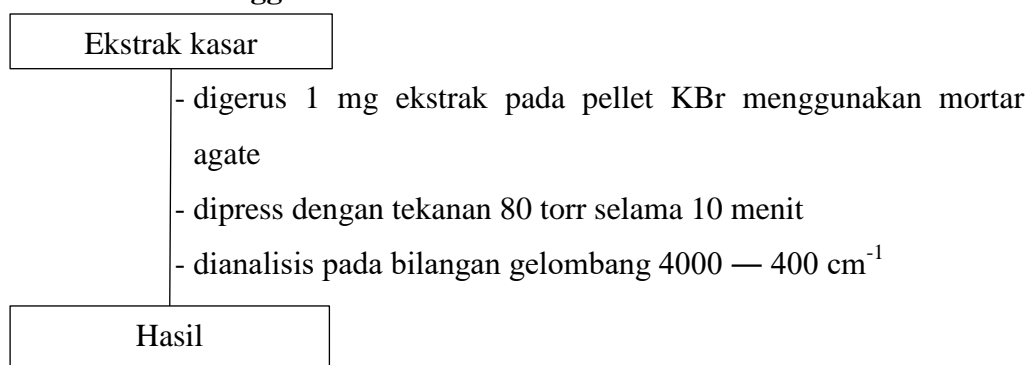 Ekstrak kasar
- digerus 1 mg ekstrak pada pellet KBr menggunakan mortar
agate
- dipress dengan tekanan 80 torr selama 10 menit
- dianalisis pada bilangan gelombang 4000 — 400 cm⁻¹
Hasil